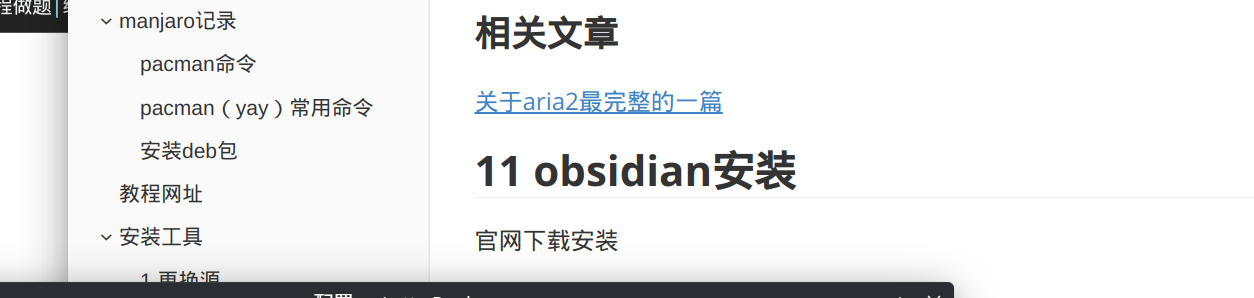 程做题
manjaro记录
pacman命令
pacman（yay）常用命令
安装deb包
教程网址
安装工具
1 更换源
相关文章
关于aria2最完整的一篇
11 obsidian安装
官网下载安装
配置